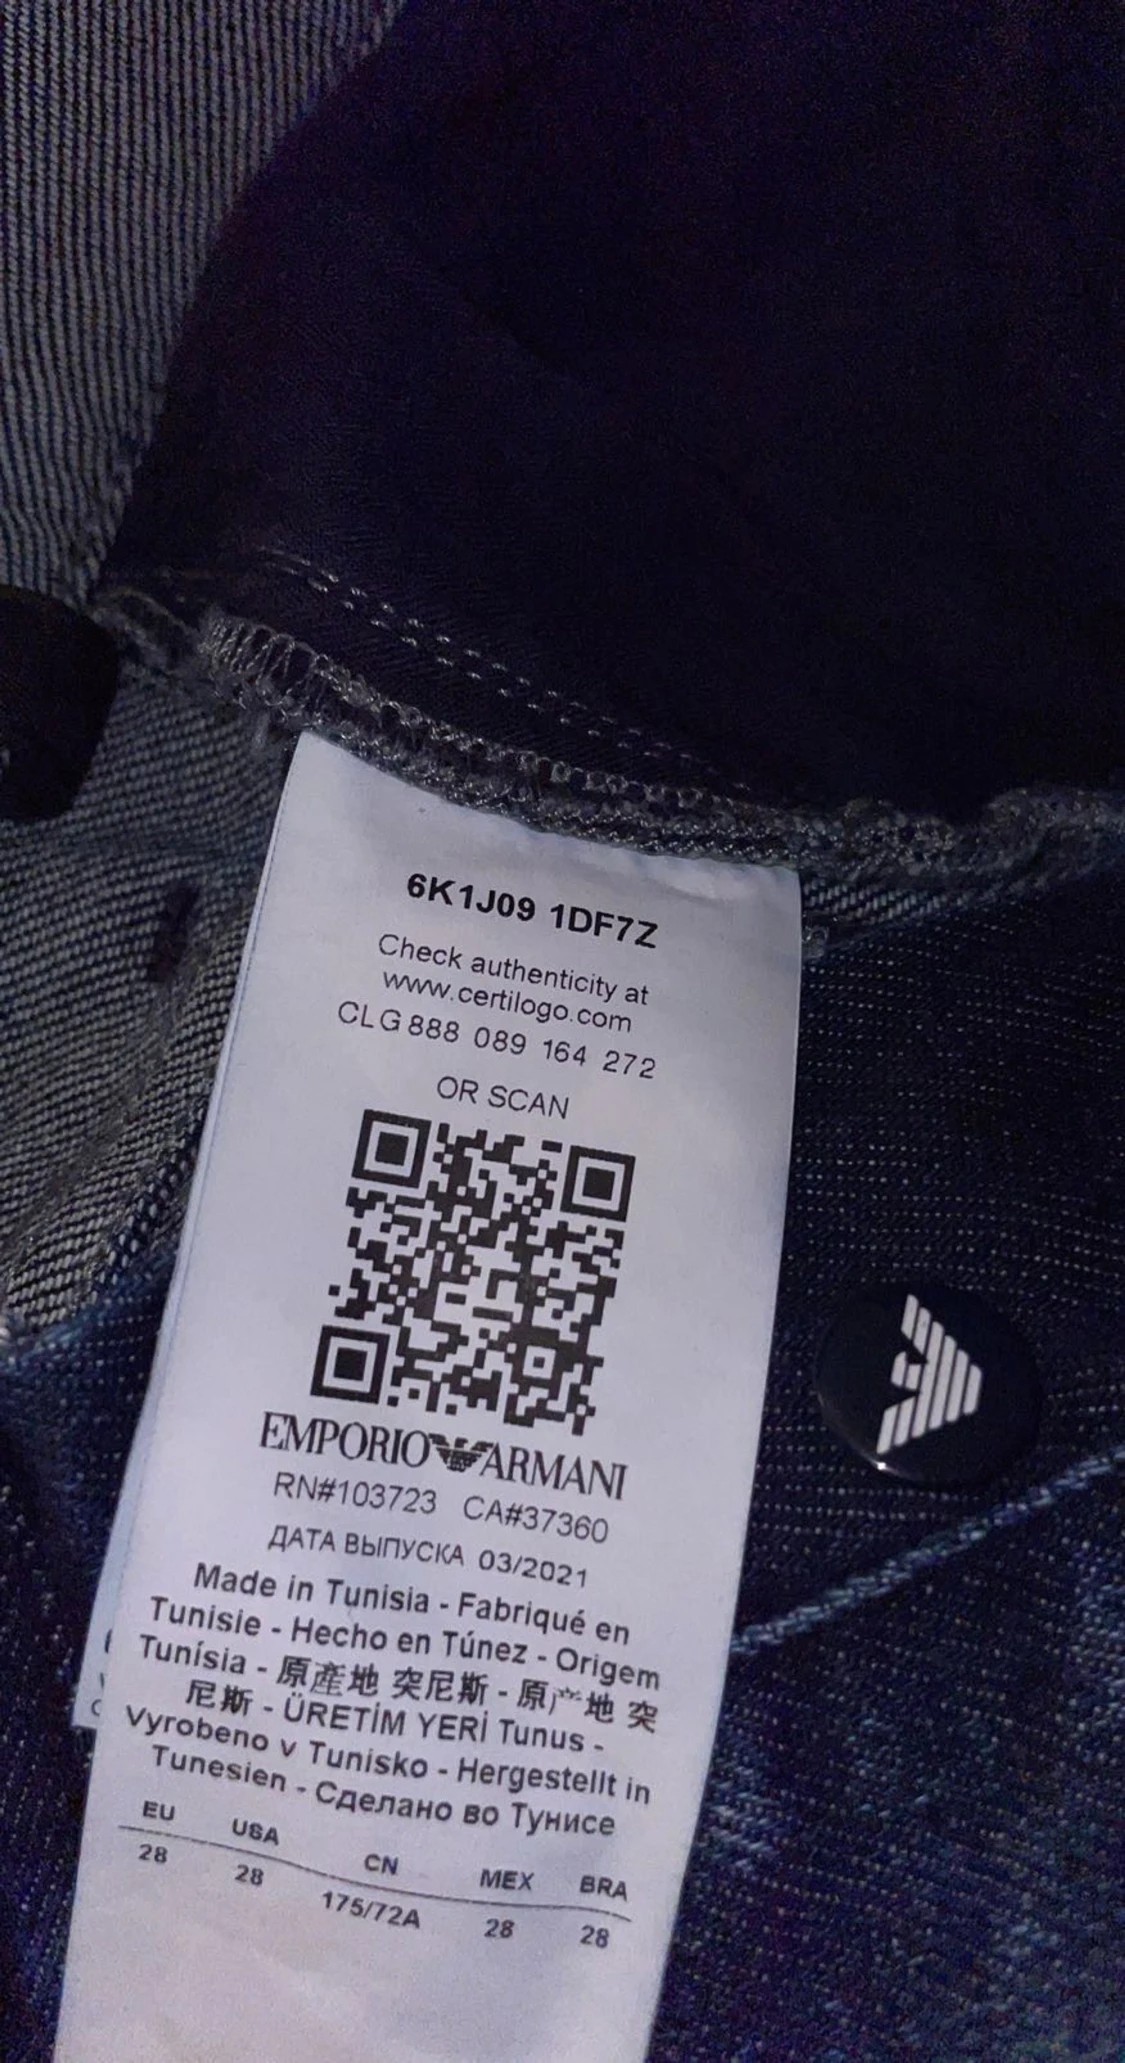 6K1J09 1DF7Z
Check authenticity at
www.certilogo.com
CLG 888 089 164 272
OR SCAN
EMPORIO ARMANI
RN#103723 CA#37360
ДАТА ВЫПУСКА 03/2021
Made in Tunisia - Fabriqué en
Tunisie - Hecho en Túnez - Origem
Tunísia - 原產地 突尼斯 - 原产地 突
尼斯 - ÜRETİM YERİ Tunus -
Vyrobeno v Tunisko - Hergestellt in
Tunesien - Сделано во Тунисе
EU USA CN MEX BRA
28 28 175/72A 28 28